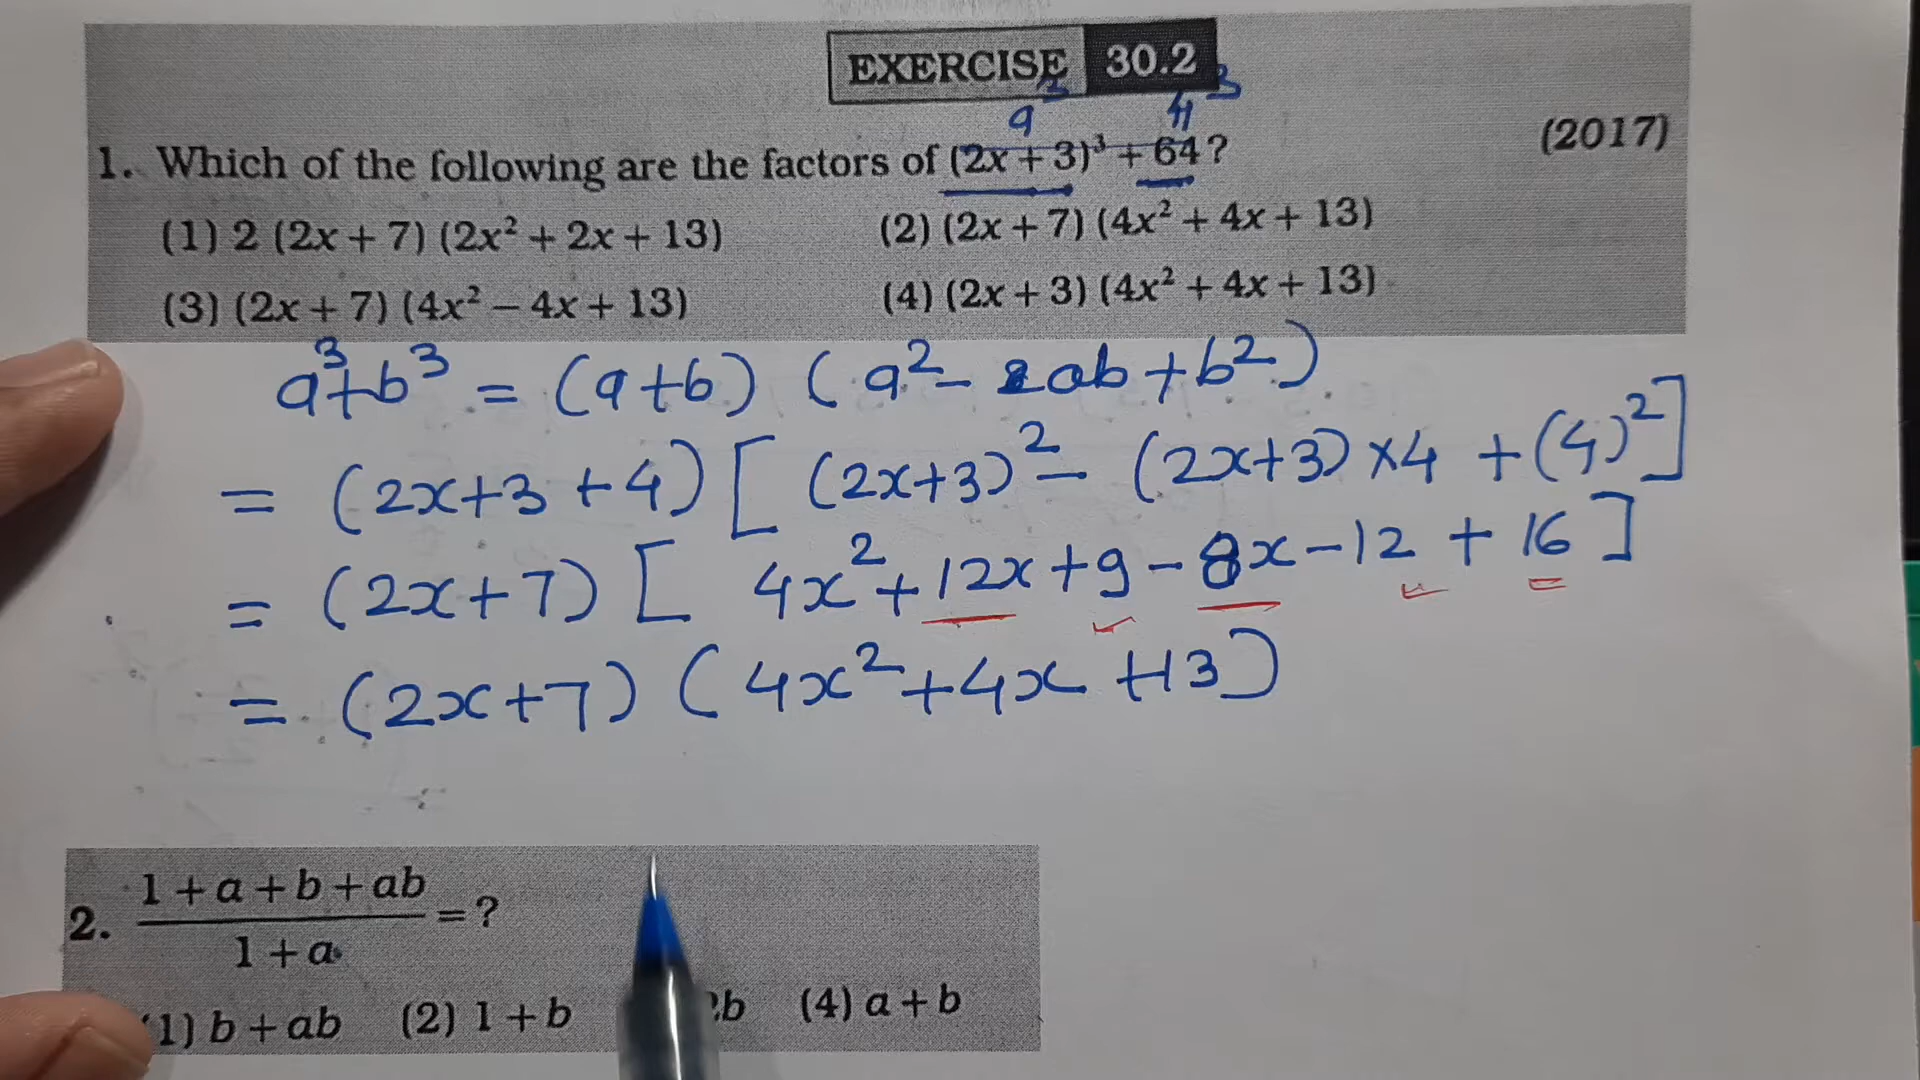 EXERCISE 30.2
a³ 4³
1. Which of the following are the factors of (2x + 3)³ + 64? (2017)
(1) 2 (2x + 7) (2x² + 2x + 13) (2) (2x + 7) (4x² + 4x + 13)
(3) (2x + 7) (4x² – 4x + 13) (4) (2x + 3) (4x² + 4x + 13)
a³+b³ = (a+b) (a² - ab + b²)
= (2x+3+4) [(2x+3)² - (2x+3)×4 + (4)²]
= (2x+7) [4x² + 12x + 9 - 8x - 12 + 16]
= (2x+7) (4x² + 4x + 13)
2. 1 + a + b + ab / 1 + a = ?
(1) b + ab (2) 1 + b 2b (4) a + b